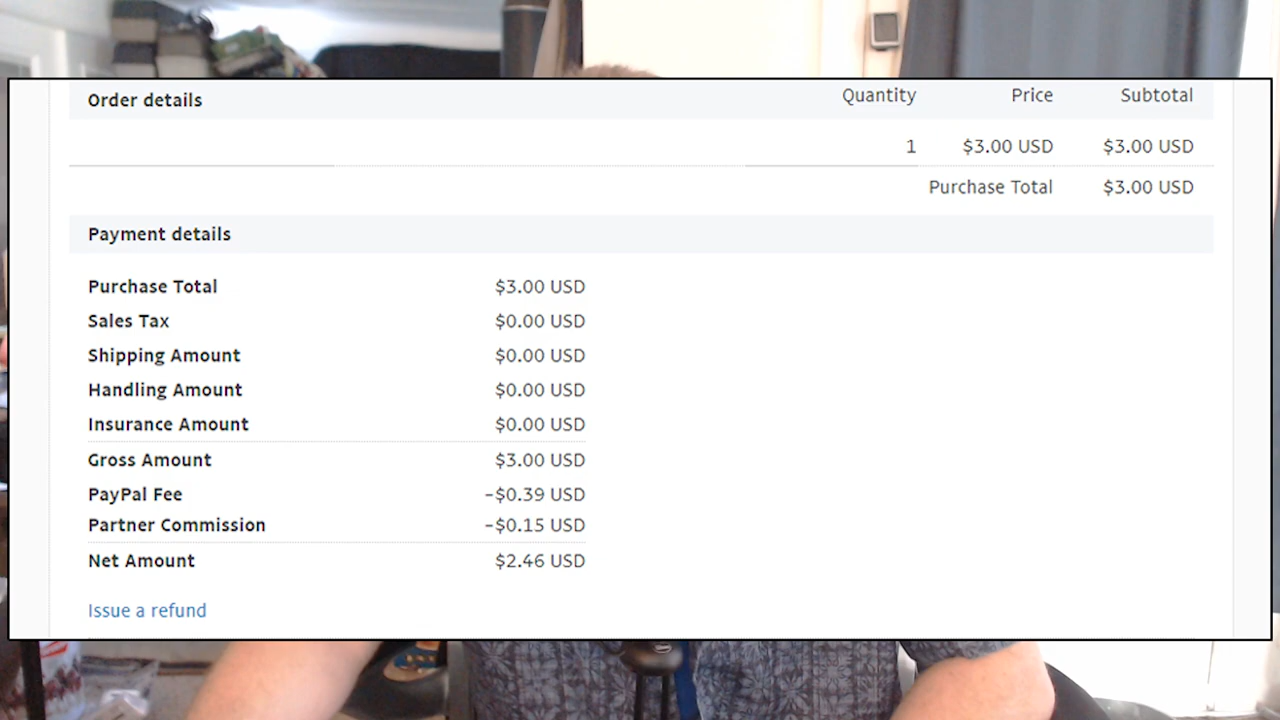 Order details Quantity Price Subtotal
1 $3.00 USD $3.00 USD
Purchase Total $3.00 USD
Payment details
Purchase Total $3.00 USD
Sales Tax $0.00 USD
Shipping Amount $0.00 USD
Handling Amount $0.00 USD
Insurance Amount $0.00 USD
Gross Amount $3.00 USD
PayPal Fee -$0.39 USD
Partner Commission -$0.15 USD
Net Amount $2.46 USD
Issue a refund